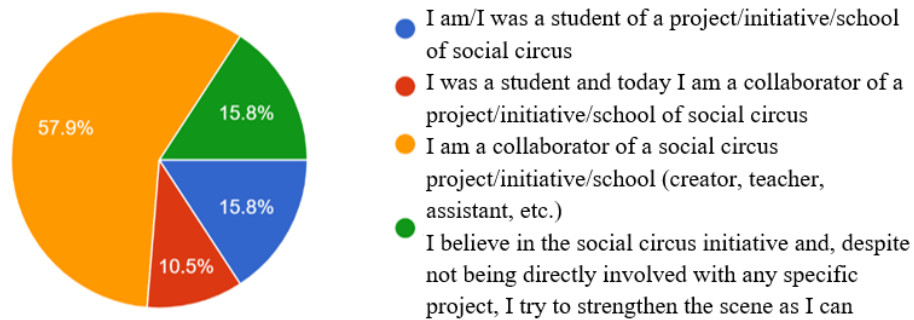 57.9%
15.8%
15.8%
10.5%
I am/I was a student of a project/initiative/school
of social circus
I was a student and today I am a collaborator of a
project/initiative/school of social circus
I am a collaborator of a social circus
project/initiative/school (creator, teacher,
assistant, etc.)
I believe in the social circus initiative and, despite
not being directly involved with any specific
project, I try to strengthen the scene as I can